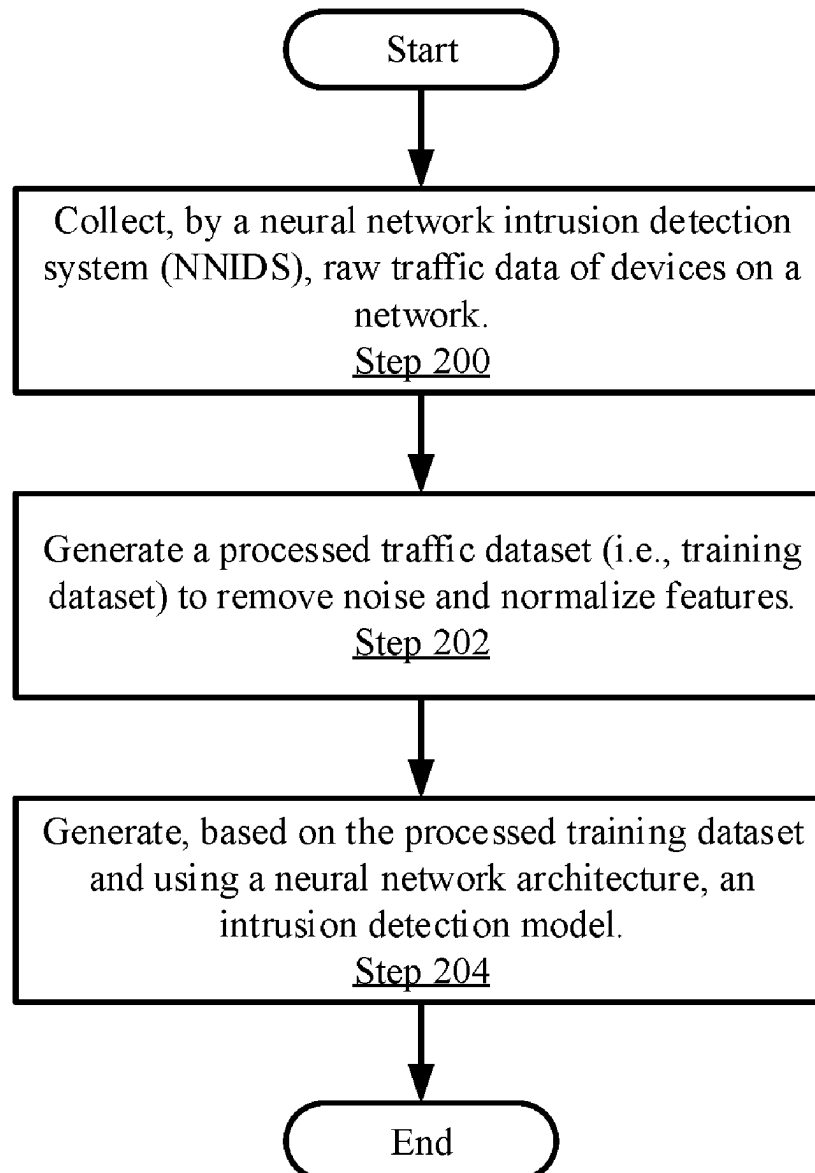 Start
Collect, by a neural network intrusion detection
system (NNIDS), raw traffic data of devices on a
network.
Step 200
Generate a processed traffic dataset (i.e., training
dataset) to remove noise and normalize features.
Step 202
Generate, based on the processed training dataset
and using a neural network architecture, an
intrusion detection model.
Step 204
End